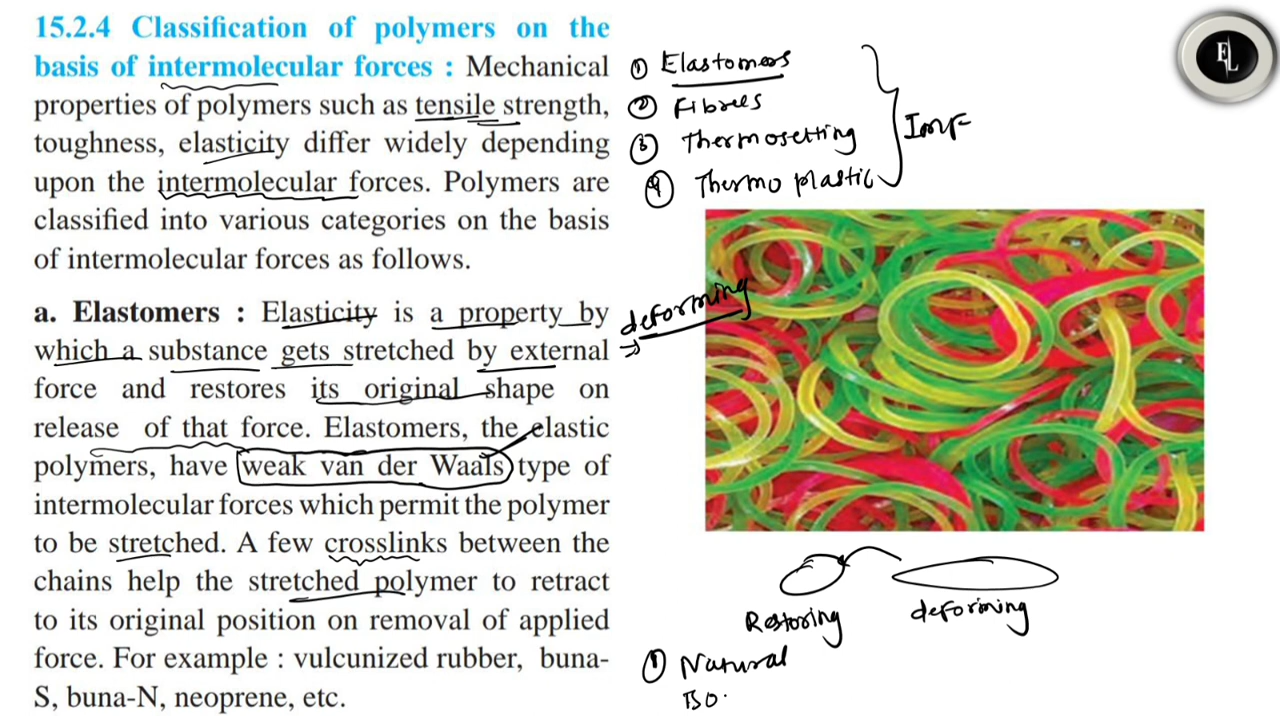 15.2.4 Classification of polymers on the
basis of intermolecular forces : Mechanical
properties of polymers such as tensile strength,
toughness, elasticity differ widely depending
upon the intermolecular forces. Polymers are
classified into various categories on the basis
of intermolecular forces as follows.
a. Elastomers : Elasticity is a property by
which a substance gets stretched by external
force and restores its original shape on
release of that force. Elastomers, the elastic
polymers, have weak van der Waals type of
intermolecular forces which permit the polymer
to be stretched. A few crosslinks between the
chains help the stretched polymer to retract
to its original position on removal of applied
force. For example : vulcunized rubber, buna-
S, buna-N, neoprene, etc.
① Elastomers
② Fibres
③ Thermosetting
④ Thermo plastic
IMF
deforming
Restoring
deforming
① Natural
Iso.
EL